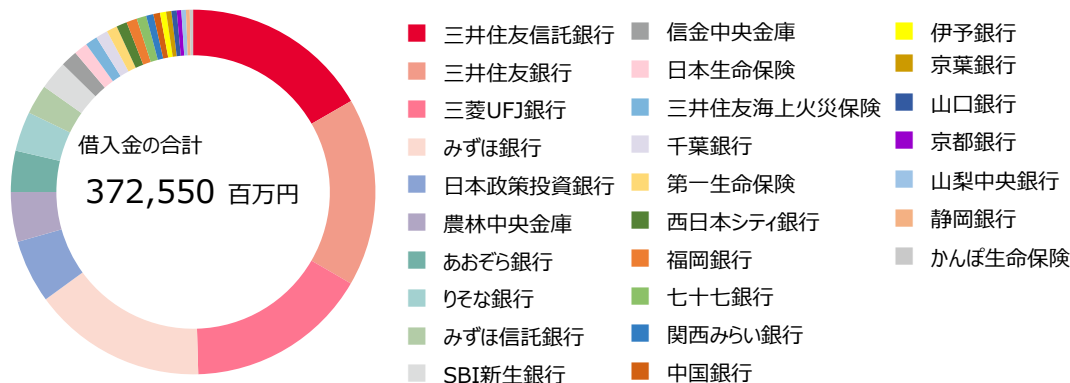 借入金の合計
372,550 百万円
三井住友信託銀行
三井住友銀行
三菱UFJ銀行
みずほ銀行
日本政策投資銀行
農林中央金庫
あおぞら銀行
りそな銀行
みずほ信託銀行
SBI新生銀行
信金中央金庫
日本生命保険
三井住友海上火災保険
千葉銀行
第一生命保険
西日本シティ銀行
福岡銀行
七十七銀行
関西みらい銀行
中国銀行
伊予銀行
京葉銀行
山口銀行
京都銀行
山梨中央銀行
静岡銀行
かんぽ生命保険